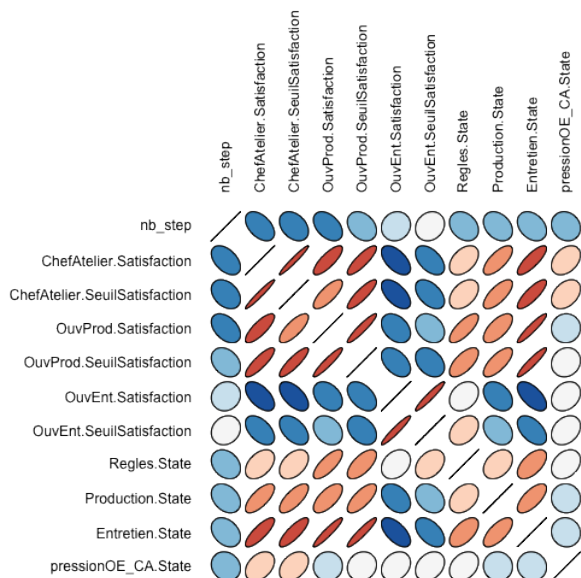 nb_step
ChefAtelier.Satisfaction
ChefAtelier.SeuilSatisfaction
OuvProd.Satisfaction
OuvProd.SeuilSatisfaction
OuvEnt.Satisfaction
OuvEnt.SeuilSatisfaction
Regles.State
Production.State
Entretien.State
pressionOE_CA.State
nb_step
ChefAtelier.Satisfaction
ChefAtelier.SeuilSatisfaction
OuvProd.Satisfaction
OuvProd.SeuilSatisfaction
OuvEnt.Satisfaction
OuvEnt.SeuilSatisfaction
Regles.State
Production.State
Entretien.State
pressionOE_CA.State